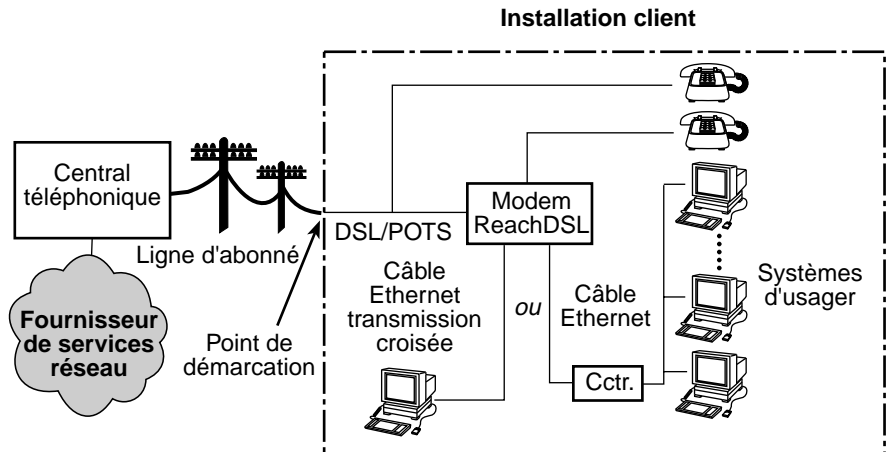 Installation client
Central
téléphonique
Ligne d'abonné
DSL/POTS
Modem
ReachDSL
Fournisseur
de services
réseau
Point de
démarcation
Câble
Ethernet
transmission
croisée
ou
Câble
Ethernet
Cctr.
Systèmes
d'usager